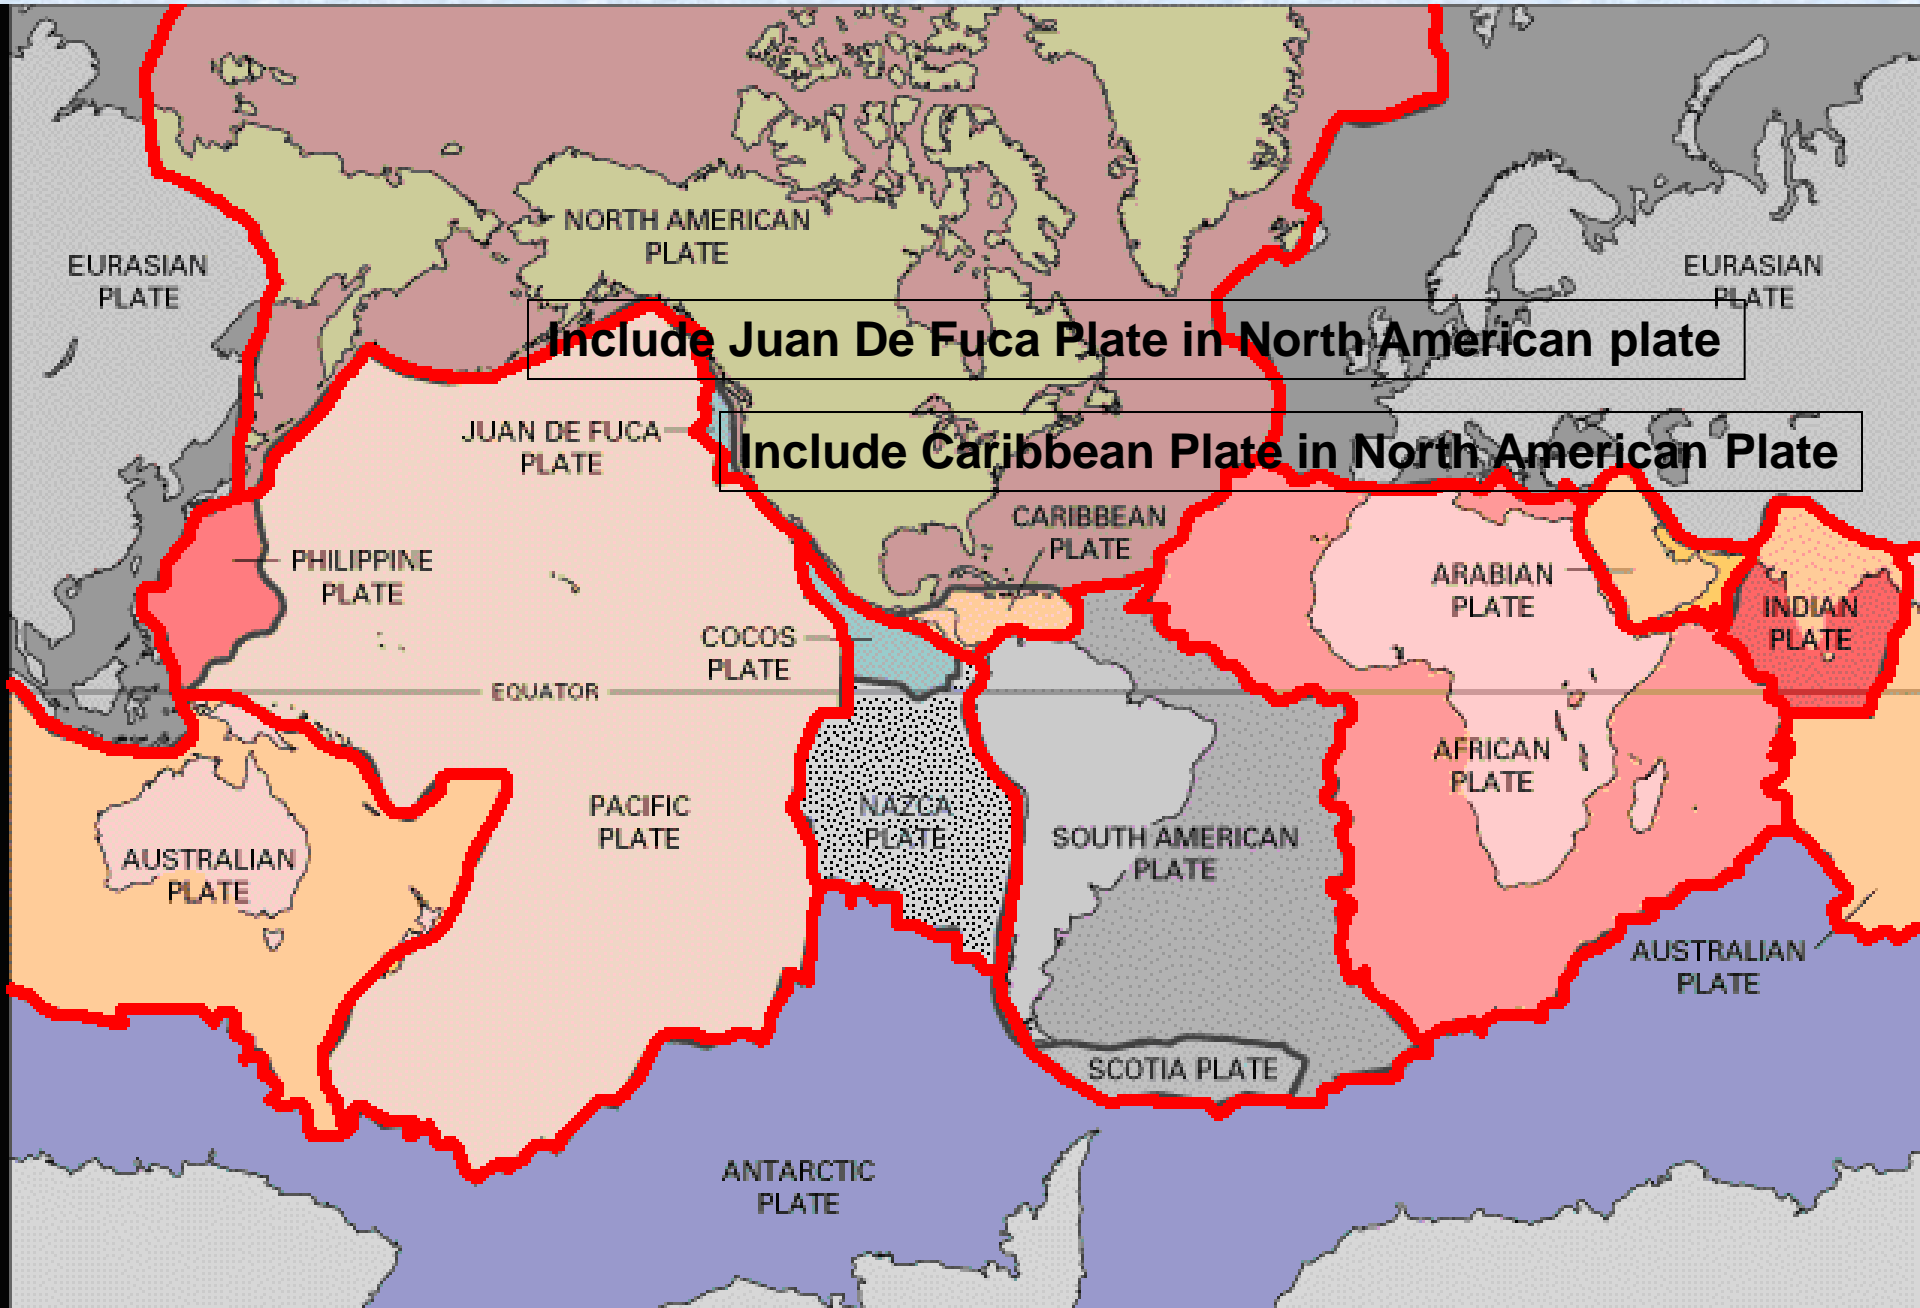 NORTH AMERICAN
PLATE
EURASIAN
PLATE
EURASIAN
PLATE
Include Juan De Fuca Plate in North American plate
JUAN DE FUCA
PLATE
Include Caribbean Plate in North American Plate
CARIBBEAN
PLATE
PHILIPPINE
PLATE
ARABIAN
PLATE
INDIAN
PLATE
COCOS
PLATE
EQUATOR
PACIFIC
PLATE
NAZCA
PLATE
SOUTH AMERICAN
PLATE
AFRICAN
PLATE
AUSTRALIAN
PLATE
AUSTRALIAN
PLATE
SCOTIA PLATE
ANTARCTIC
PLATE